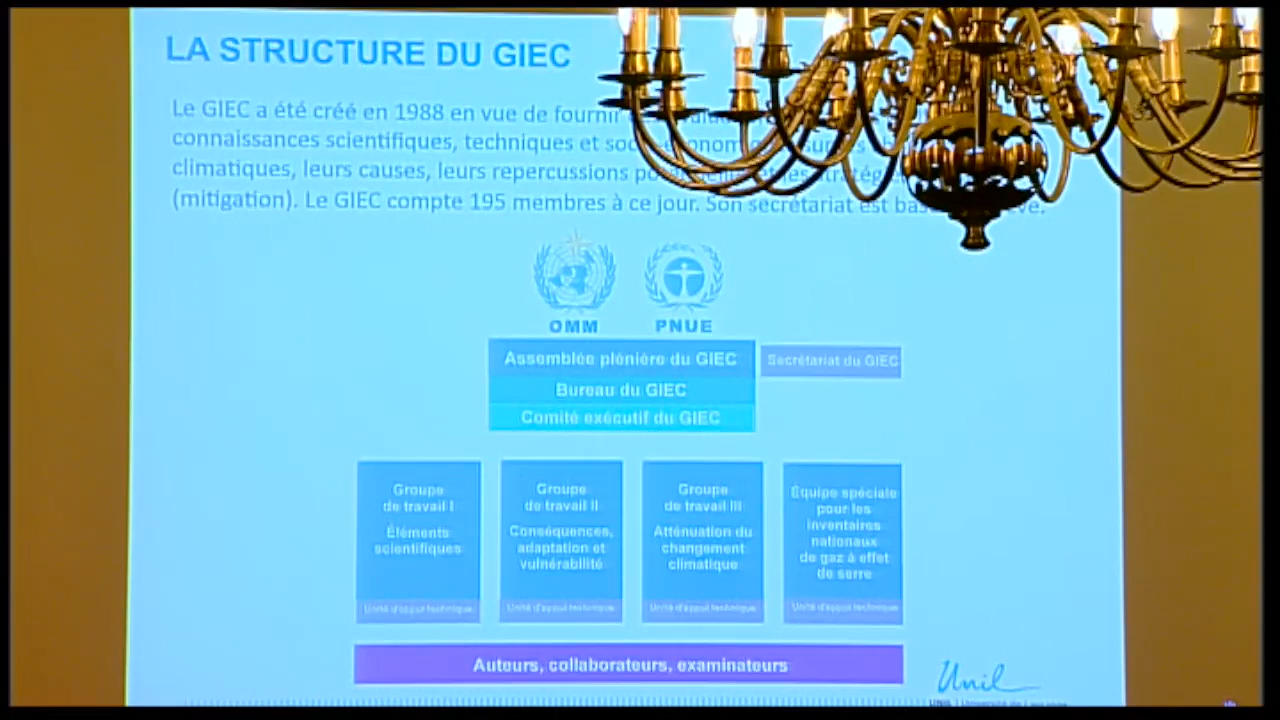 LA STRUCTURE DU GIEC
Le GIEC a été créé en 1988 en vue de fournir
connaissances scientifiques, techniques et
climatiques, leurs causes, leurs repercussions et les
(mitigation). Le GIEC compte 195 membres à ce jour. Son secrétariat est
OMM PNUE
Assemblée plénière du GIEC
Secrétariat du GIEC
Bureau du GIEC
Comité exécutif du GIEC
Groupe
de travail I
Éléments
scientifiques
Unité d'appui technique
Groupe
de travail II
Conséquences,
adaptation et
vulnérabilité
Unité d'appui technique
Groupe
de travail III
Atténuation du
changement
climatique
Unité d'appui technique
Équipe spéciale
pour les
inventaires
nationaux
de gaz à effet
de serre
Unité d'appui technique
Auteurs, collaborateurs, examinateurs
Unil